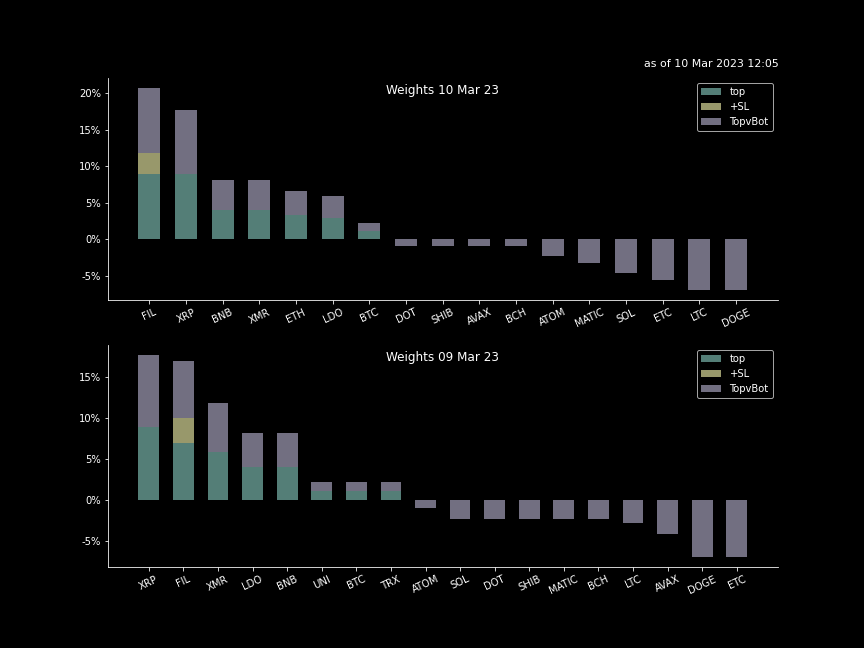 as of 10 Mar 2023 12:05
Weights 10 Mar 23
top
+SL
TopvBot
20%
15%
10%
5%
0%
-5%
FIL XRP BNB XMR ETH LDO BTC DOT SHIB AVAX BCH ATOM MATIC SOL ETC LTC DOGE
Weights 09 Mar 23
top
+SL
TopvBot
15%
10%
5%
0%
-5%
XRP FIL XMR LDO BNB UNI BTC TRX ATOM SOL DOT SHIB MATIC BCH LTC AVAX DOGE ETC